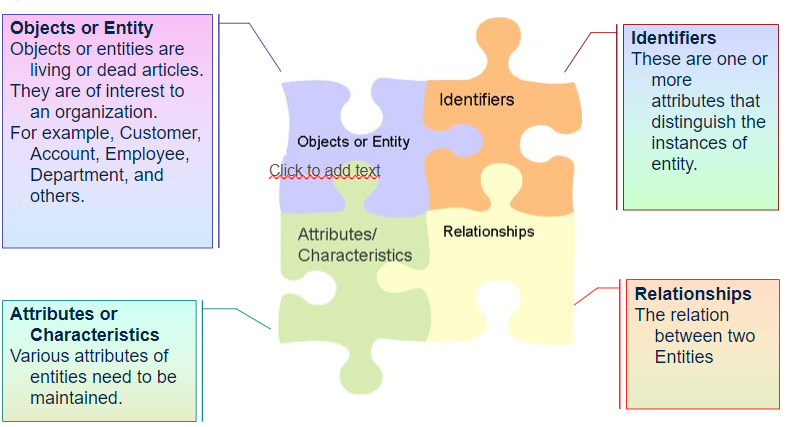 Objects or Entity
Objects or entities are
living or dead articles.
They are of interest to
an organization.
For example, Customer,
Account, Employee,
Department, and
others.
Identifiers
These are one or
more
attributes that
distinguish the
instances of
entity.
Identifiers
Objects or Entity
Click to add text
Attributes/
Characteristics
Relationships
Attributes or
Characteristics
Various attributes of
entities need to be
maintained.
Relationships
The relation
between two
Entities